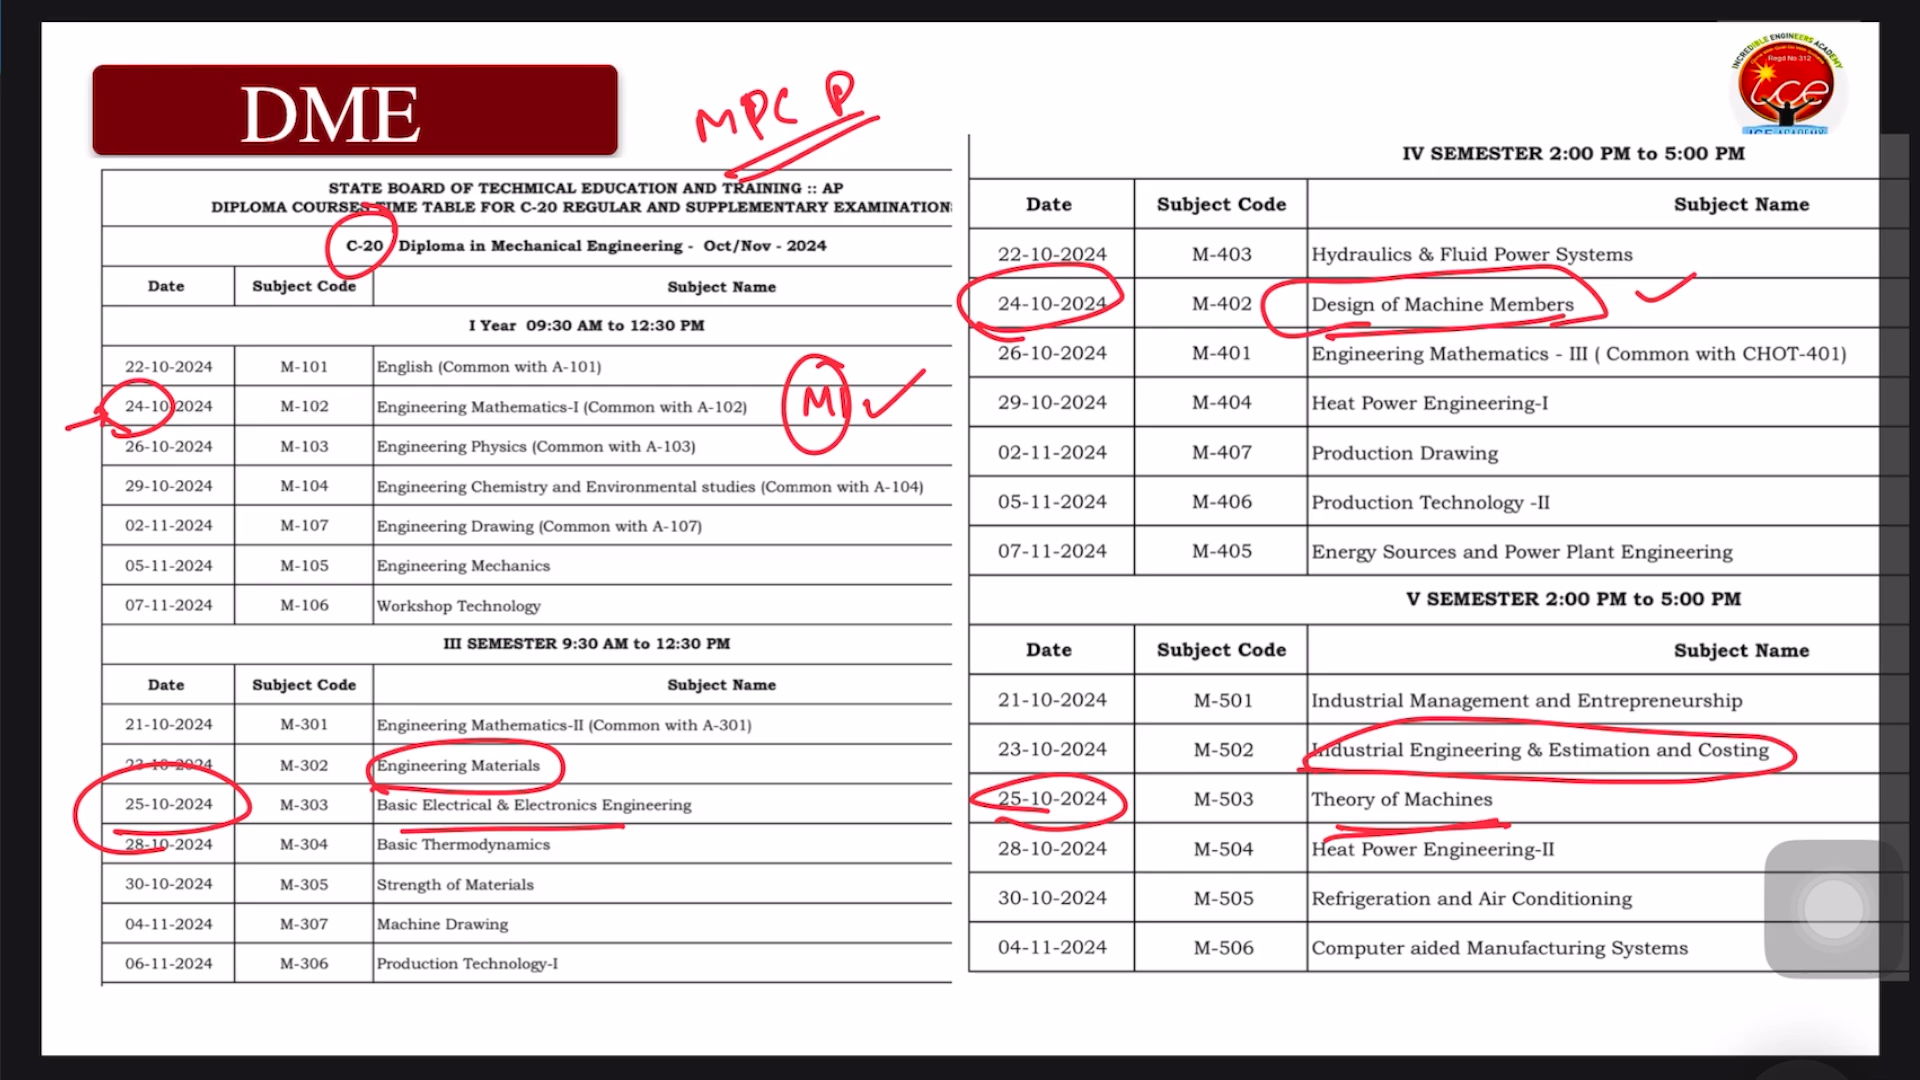 DME
MPC P
INCREDIBLE ENGINEERS ACADEMY
Regd No 312
ice
ICE ACADEMY
STATE BOARD OF TECHMICAL EDUCATION AND TRAINING :: AP
DIPLOMA COURSES TIME TABLE FOR C-20 REGULAR AND SUPPLEMENTARY EXAMINATION
C-20 Diploma in Mechanical Engineering - Oct/Nov - 2024
Date Subject Code Subject Name
I Year 09:30 AM to 12:30 PM
22-10-2024 M-101 English (Common with A-101)
24-10-2024 M-102 Engineering Mathematics-I (Common with A-102) M1
26-10-2024 M-103 Engineering Physics (Common with A-103)
29-10-2024 M-104 Engineering Chemistry and Environmental studies (Common with A-104)
02-11-2024 M-107 Engineering Drawing (Common with A-107)
05-11-2024 M-105 Engineering Mechanics
07-11-2024 M-106 Workshop Technology
III SEMESTER 9:30 AM to 12:30 PM
Date Subject Code Subject Name
21-10-2024 M-301 Engineering Mathematics-II (Common with A-301)
23-10-2024 M-302 Engineering Materials
25-10-2024 M-303 Basic Electrical & Electronics Engineering
28-10-2024 M-304 Basic Thermodynamics
30-10-2024 M-305 Strength of Materials
04-11-2024 M-307 Machine Drawing
06-11-2024 M-306 Production Technology-I
IV SEMESTER 2:00 PM to 5:00 PM
Date Subject Code Subject Name
22-10-2024 M-403 Hydraulics & Fluid Power Systems
24-10-2024 M-402 Design of Machine Members
26-10-2024 M-401 Engineering Mathematics - III ( Common with CHOT-401)
29-10-2024 M-404 Heat Power Engineering-I
02-11-2024 M-407 Production Drawing
05-11-2024 M-406 Production Technology -II
07-11-2024 M-405 Energy Sources and Power Plant Engineering
V SEMESTER 2:00 PM to 5:00 PM
Date Subject Code Subject Name
21-10-2024 M-501 Industrial Management and Entrepreneurship
23-10-2024 M-502 Industrial Engineering & Estimation and Costing
25-10-2024 M-503 Theory of Machines
28-10-2024 M-504 Heat Power Engineering-II
30-10-2024 M-505 Refrigeration and Air Conditioning
04-11-2024 M-506 Computer aided Manufacturing Systems